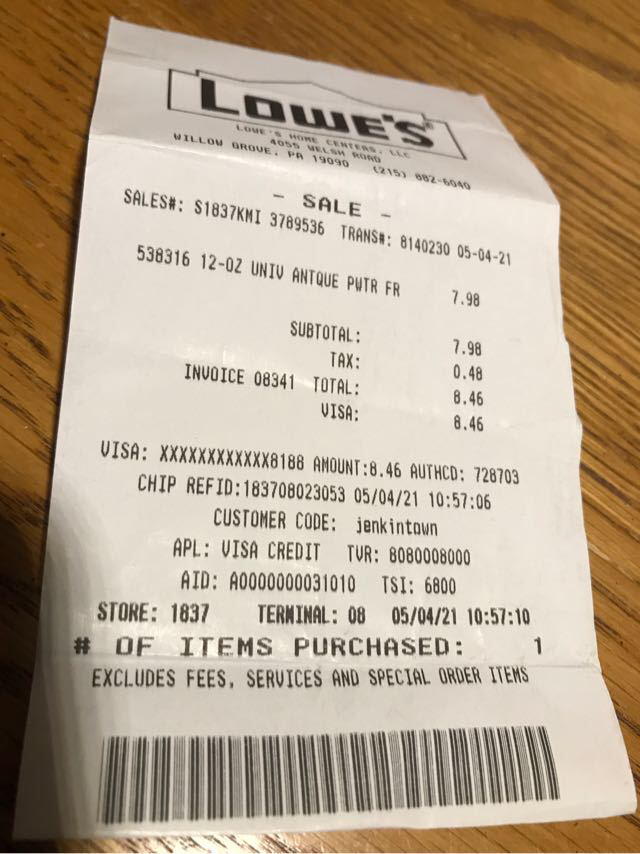 LOWE'S
LOWE'S HOME CENTERS, LLC
4055 WELSH ROAD
WILLOW GROVE, PA 19090 (215) 882-6040
- SALE -
SALES#: S1837KMI 3789536 TRANS#: 8140230 05-04-21
538316 12-OZ UNIV ANTQUE PWTR FR 7.98
SUBTOTAL: 7.98
TAX: 0.48
INVOICE 08341 TOTAL: 8.46
VISA: 8.46
VISA: XXXXXXXXXXXX8188 AMOUNT:8.46 AUTHCD: 728703
CHIP REFID:183708023053 05/04/21 10:57:06
CUSTOMER CODE: jenkintown
APL: VISA CREDIT TVR: 8080008000
AID: A0000000031010 TSI: 6800
STORE: 1837 TERMINAL: 08 05/04/21 10:57:10
# OF ITEMS PURCHASED: 1
EXCLUDES FEES, SERVICES AND SPECIAL ORDER ITEMS